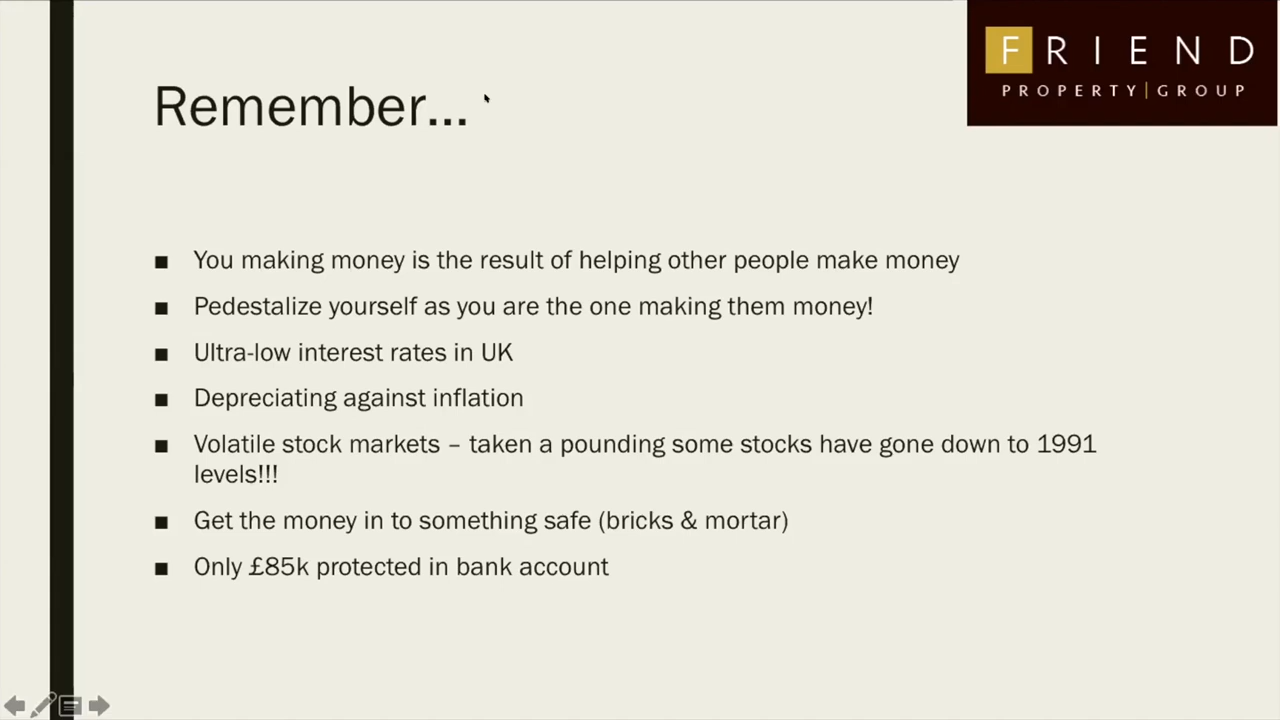 FRIEND
PROPERTY|GROUP
Remember...
■ You making money is the result of helping other people make money
■ Pedestalize yourself as you are the one making them money!
■ Ultra-low interest rates in UK
■ Depreciating against inflation
■ Volatile stock markets – taken a pounding some stocks have gone down to 1991
levels!!!
■ Get the money in to something safe (bricks & mortar)
■ Only £85k protected in bank account